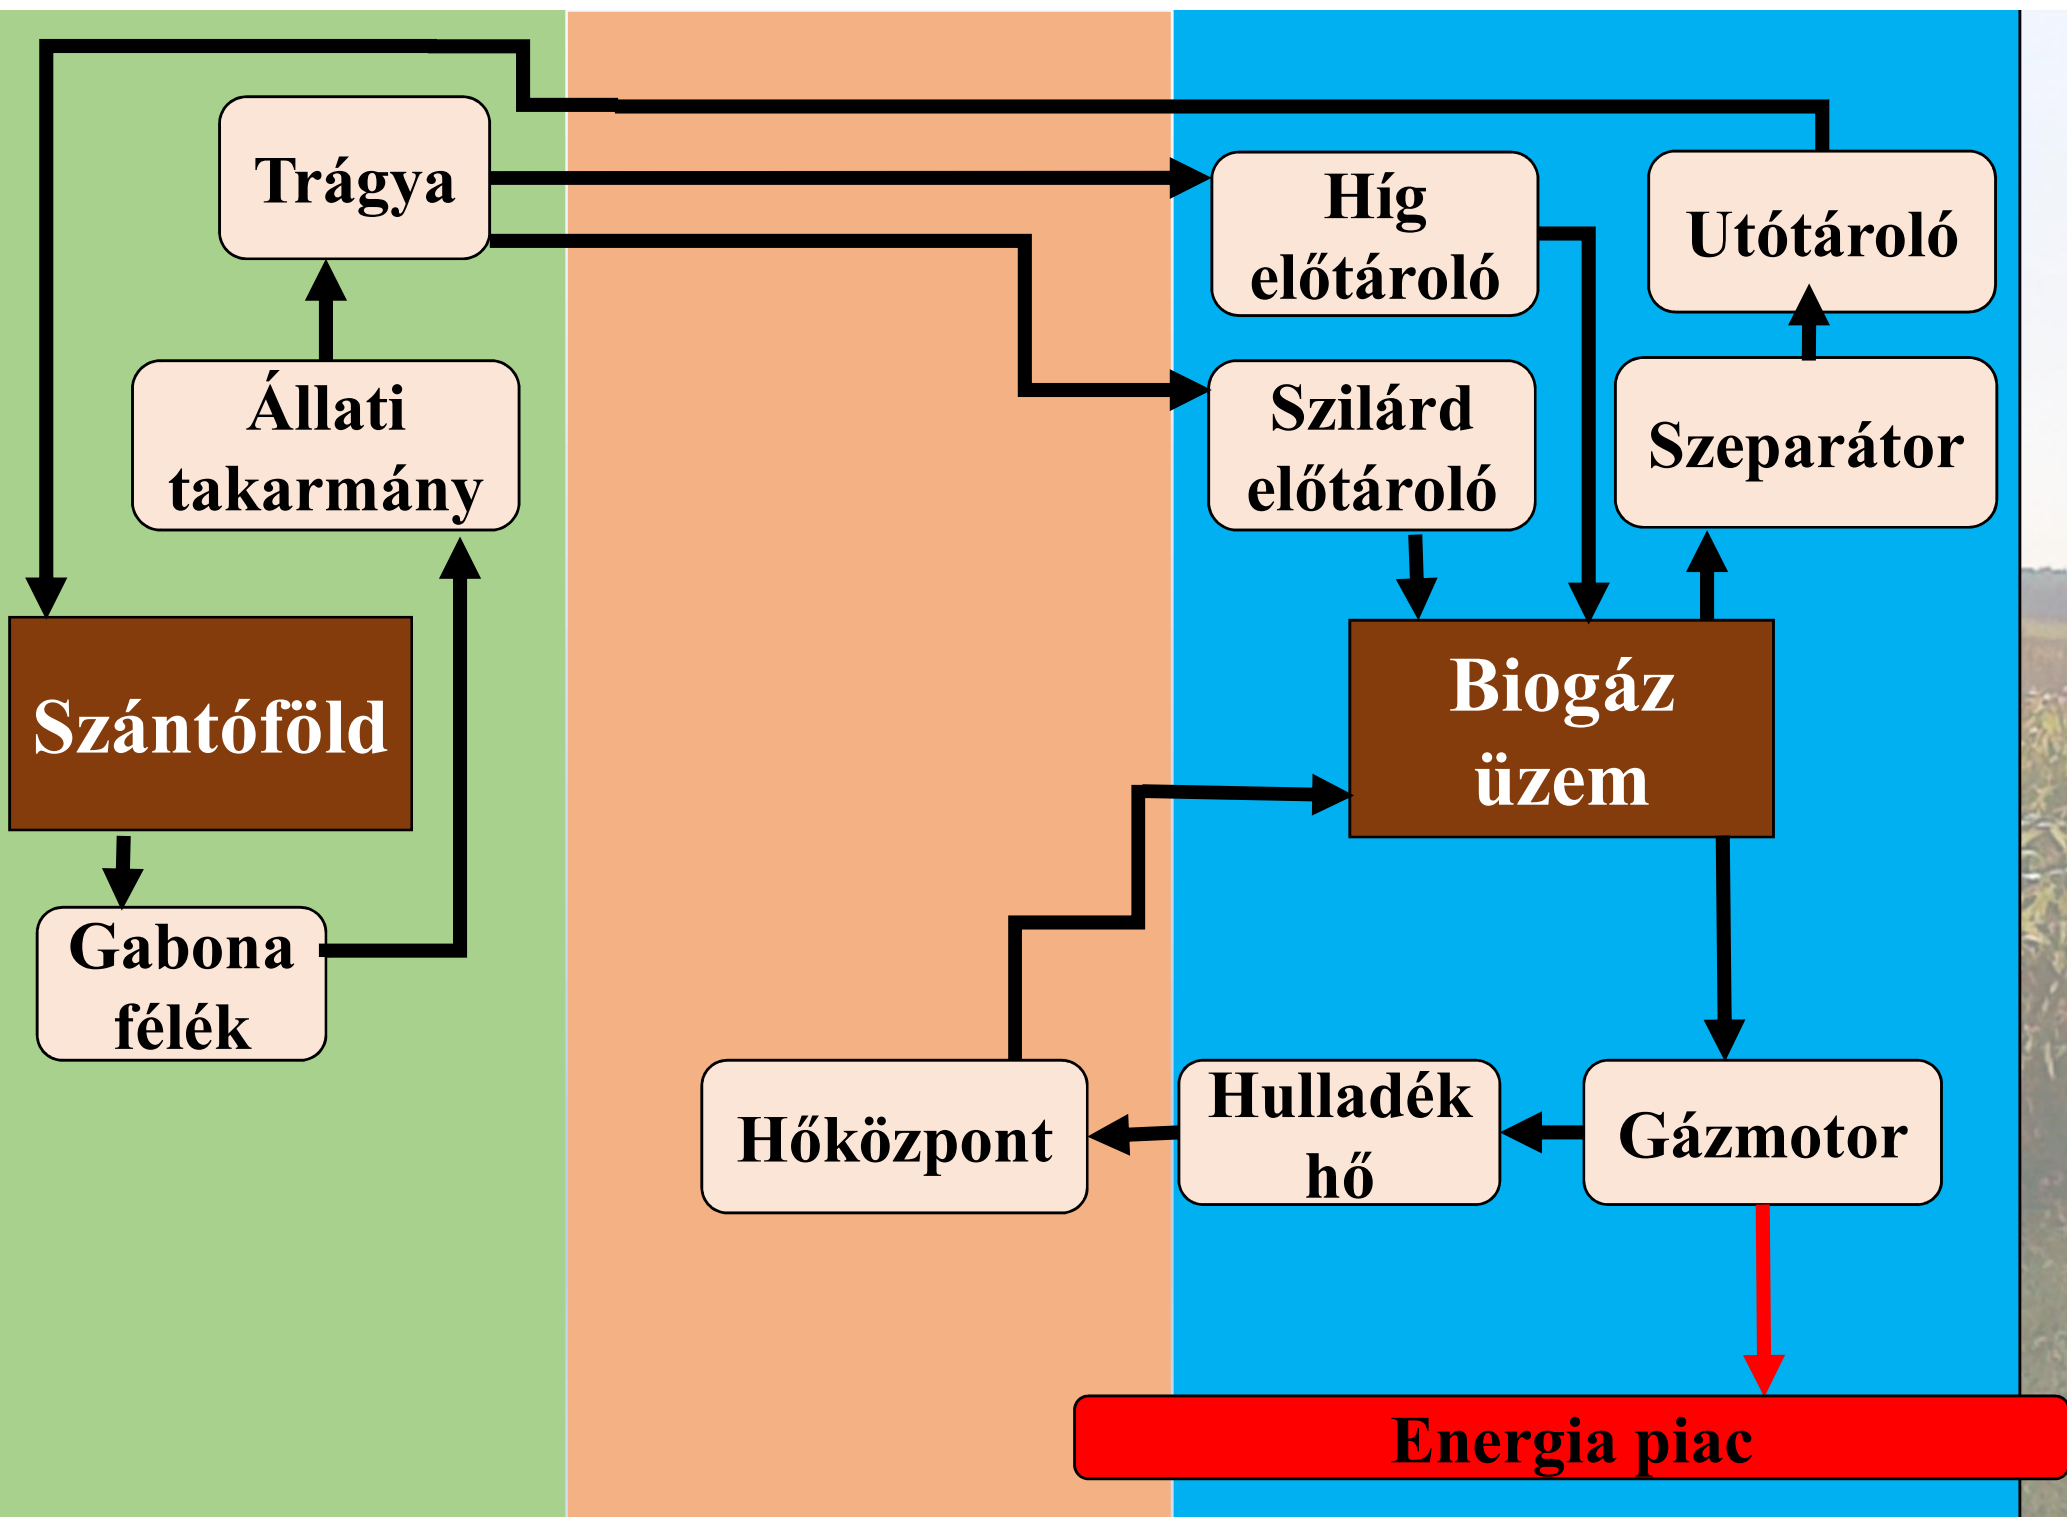 Trágya
Állati
takarmány
Szántóföld
Gabona
félék
Híg
előtároló
Szilárd
előtároló
Utótároló
Szeparátor
Biogáz
üzem
Hőközpont
Hulladék
hő
Gázmotor
Energia piac